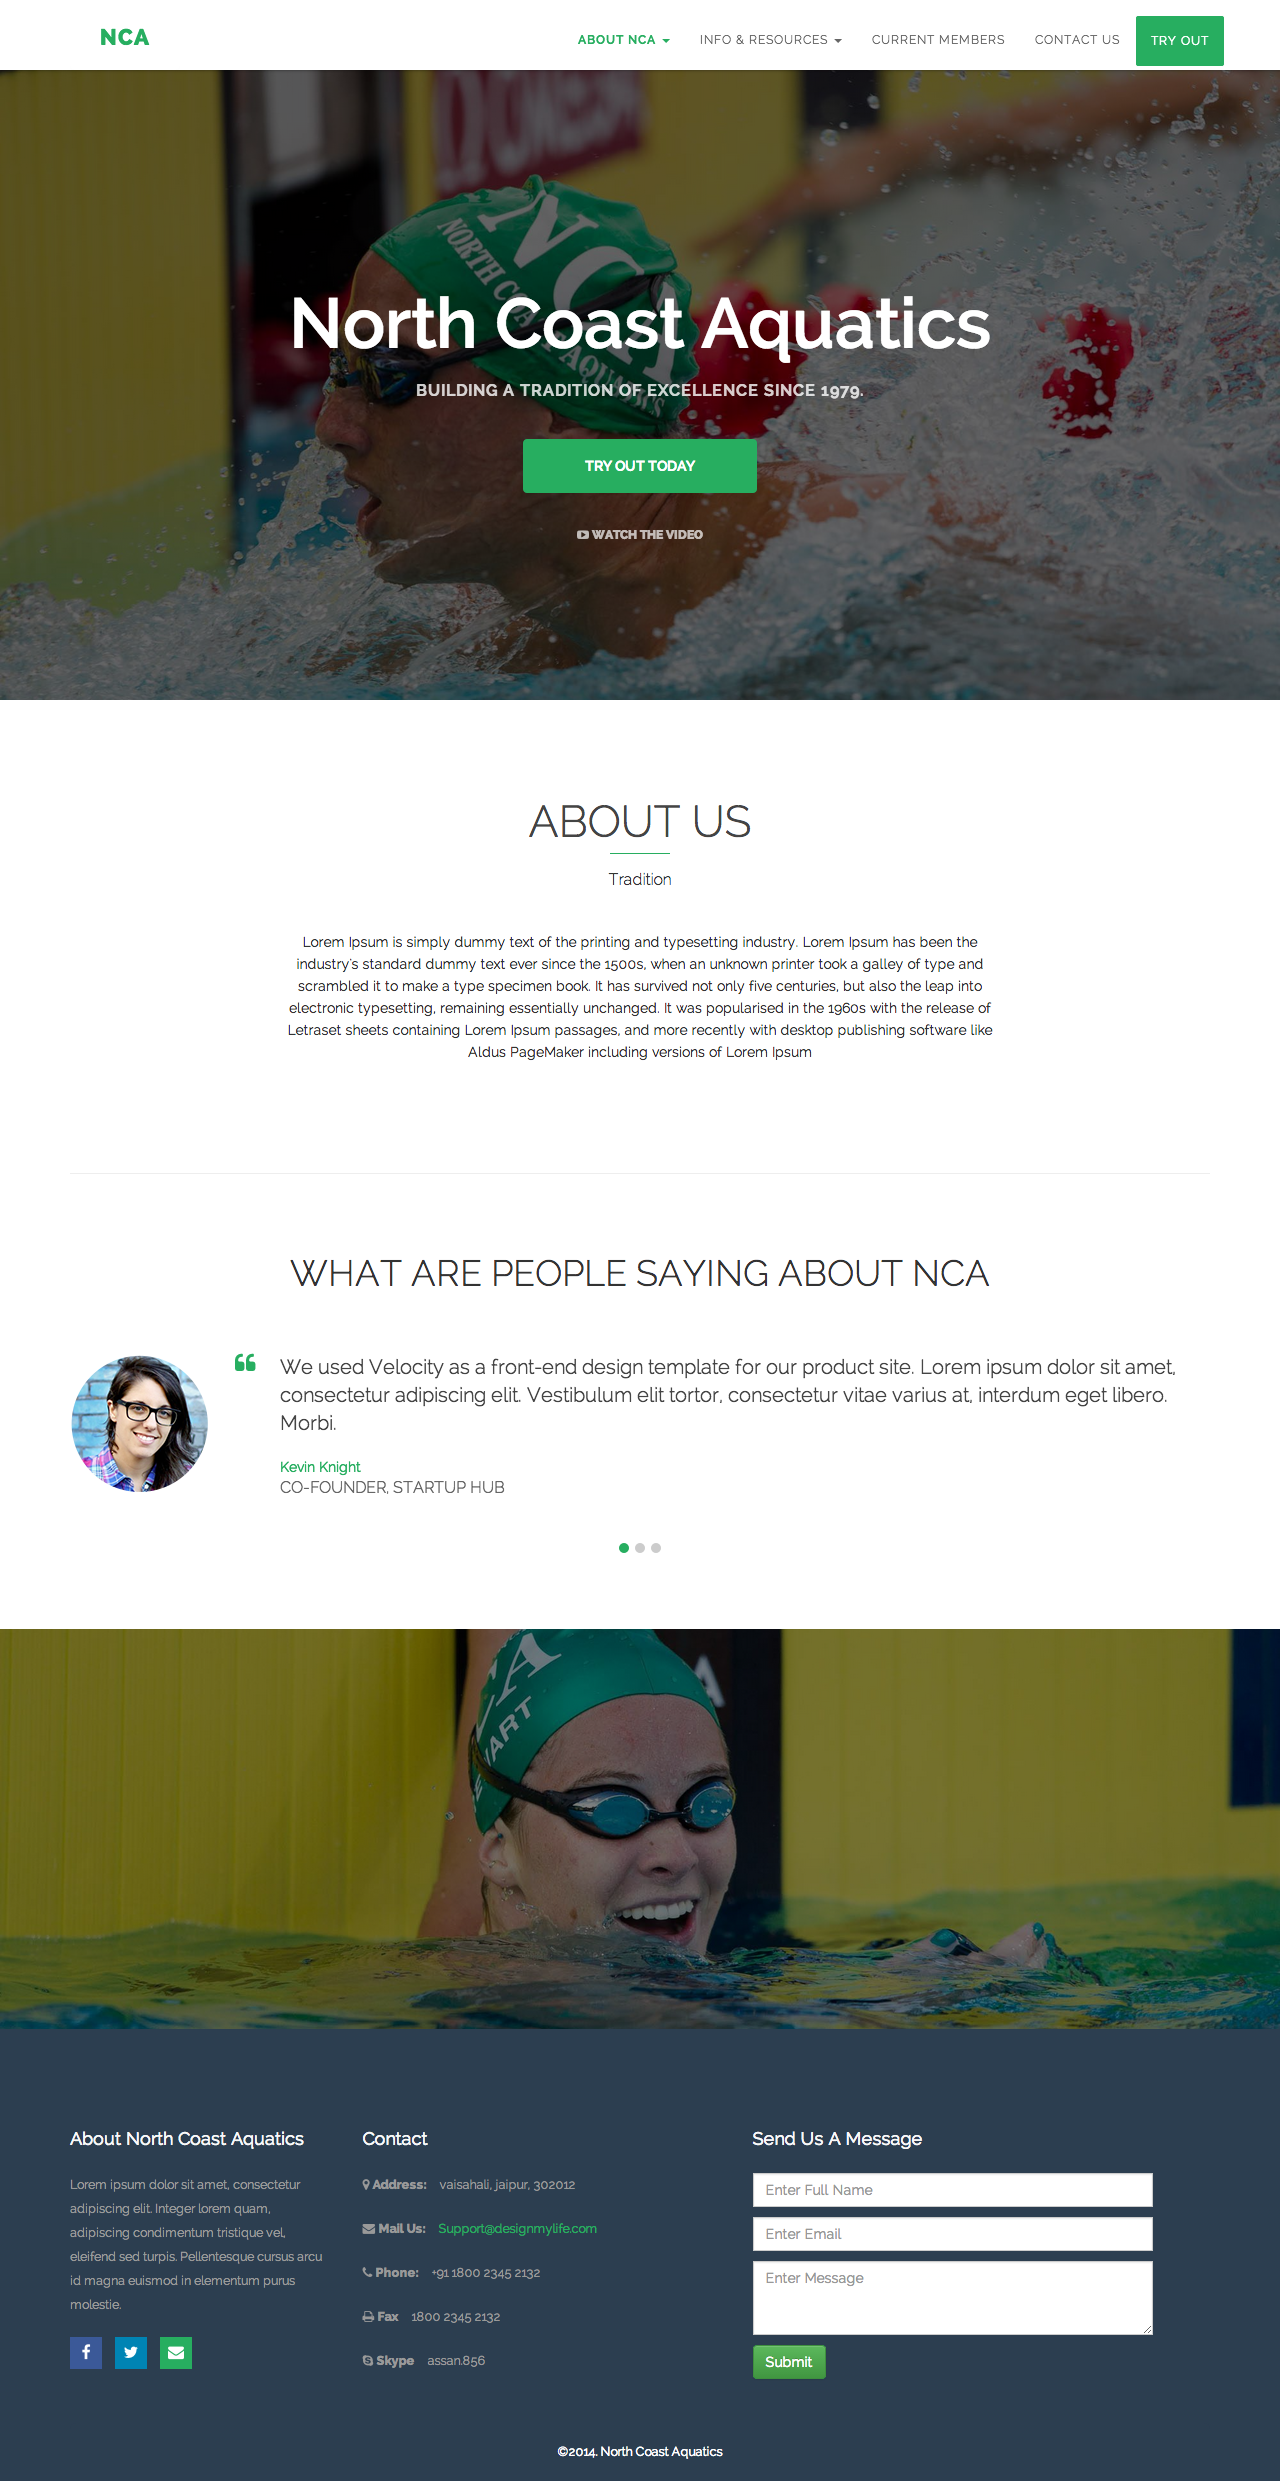 NCA
ABOUT NCA
INFO & RESOURCES
CURRENT MEMBERS
CONTACT US
TRY OUT
NCA
NORTH COAST AQUATICS
North Coast Aquatics
BUILDING A TRADITION OF EXCELLENCE SINCE 1979.
TRY OUT TODAY
WATCH THE VIDEO
ABOUT US
Tradition
Lorem Ipsum is simply dummy text of the printing and typesetting industry. Lorem Ipsum has been the
industry's standard dummy text ever since the 1500s, when an unknown printer took a galley of type and
scrambled it to make a type specimen book. It has survived not only five centuries, but also the leap into
electronic typesetting, remaining essentially unchanged. It was popularised in the 1960s with the release of
Letraset sheets containing Lorem Ipsum passages, and more recently with desktop publishing software like
Aldus PageMaker including versions of Lorem Ipsum
WHAT ARE PEOPLE SAYING ABOUT NCA
We used Velocity as a front-end design template for our product site. Lorem ipsum dolor sit amet,
consectetur adipiscing elit. Vestibulum elit tortor, consectetur vitae varius at, interdum eget libero.
Morbi.
Kevin Knight
CO-FOUNDER, STARTUP HUB
About North Coast Aquatics
Lorem ipsum dolor sit amet, consectetur
adipiscing elit. Integer lorem quam,
adipiscing condimentum tristique vel,
eleifend sed turpis. Pellentesque cursus arcu
id magna euismod in elementum purus
molestie.
Contact
Address: vaisahali, jaipur, 302012
Mail Us: Support@designmylife.com
Phone: +91 1800 2345 2132
Fax 1800 2345 2132
Skype assan.856
Send Us A Message
Enter Full Name
Enter Email
Enter Message
Submit
©2014. North Coast Aquatics